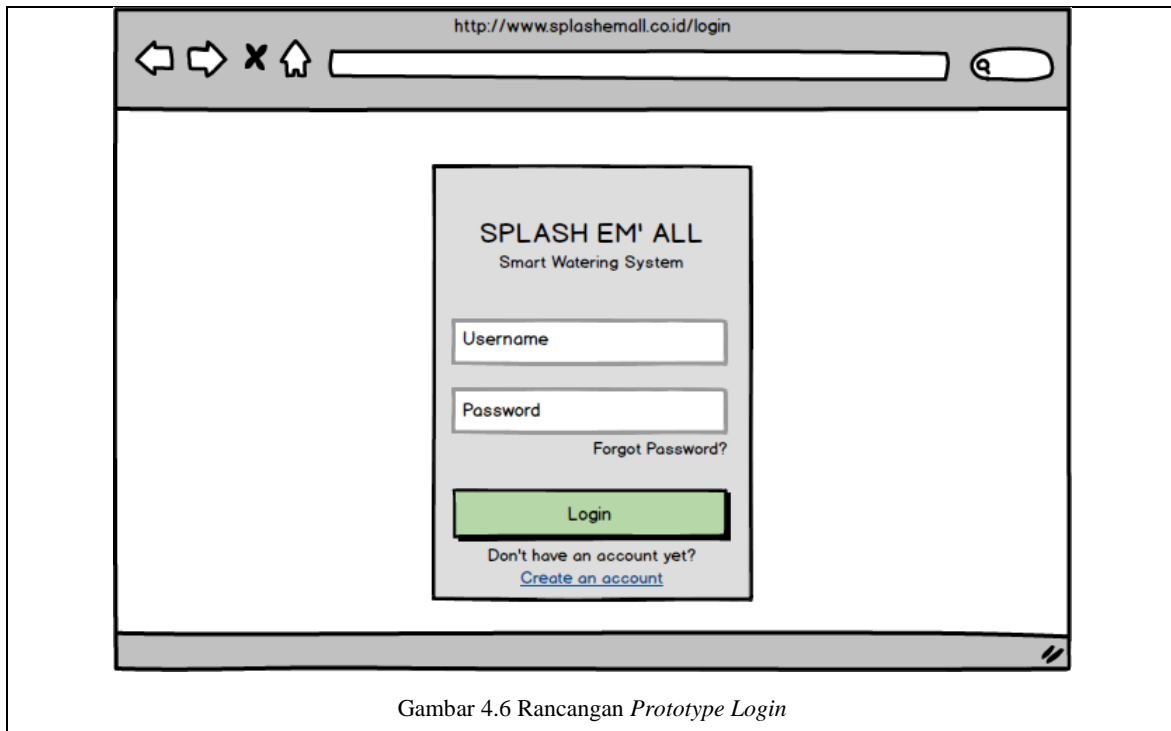 http://www.splashemall.co.id/login
SPLASH EM' ALL
Smart Watering System
Username
Password
Forgot Password?
Login
Don't have an account yet?
Create an account
Gambar 4.6 Rancangan Prototype Login